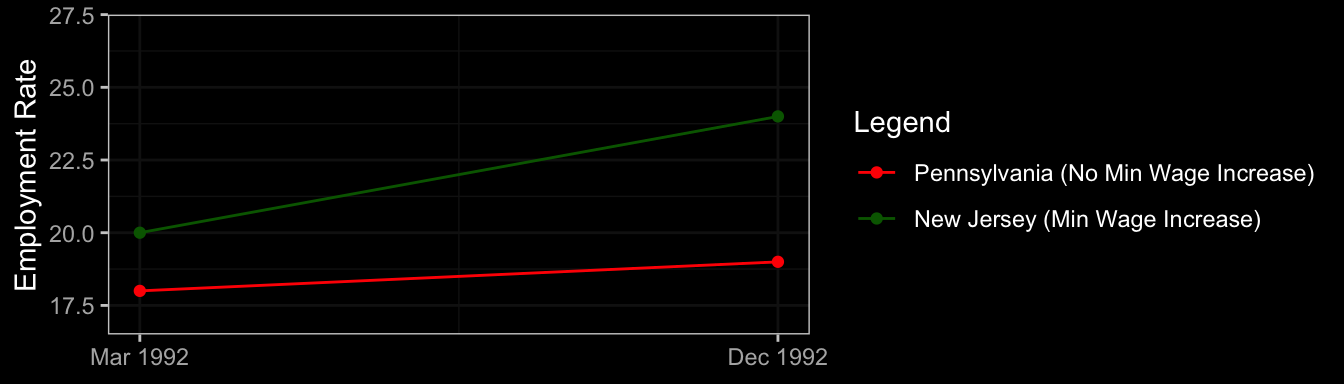 27.5
25.0
22.5
20.0
17.5
Employment Rate
Mar 1992
Dec 1992
Legend
Pennsylvania (No Min Wage Increase)
New Jersey (Min Wage Increase)